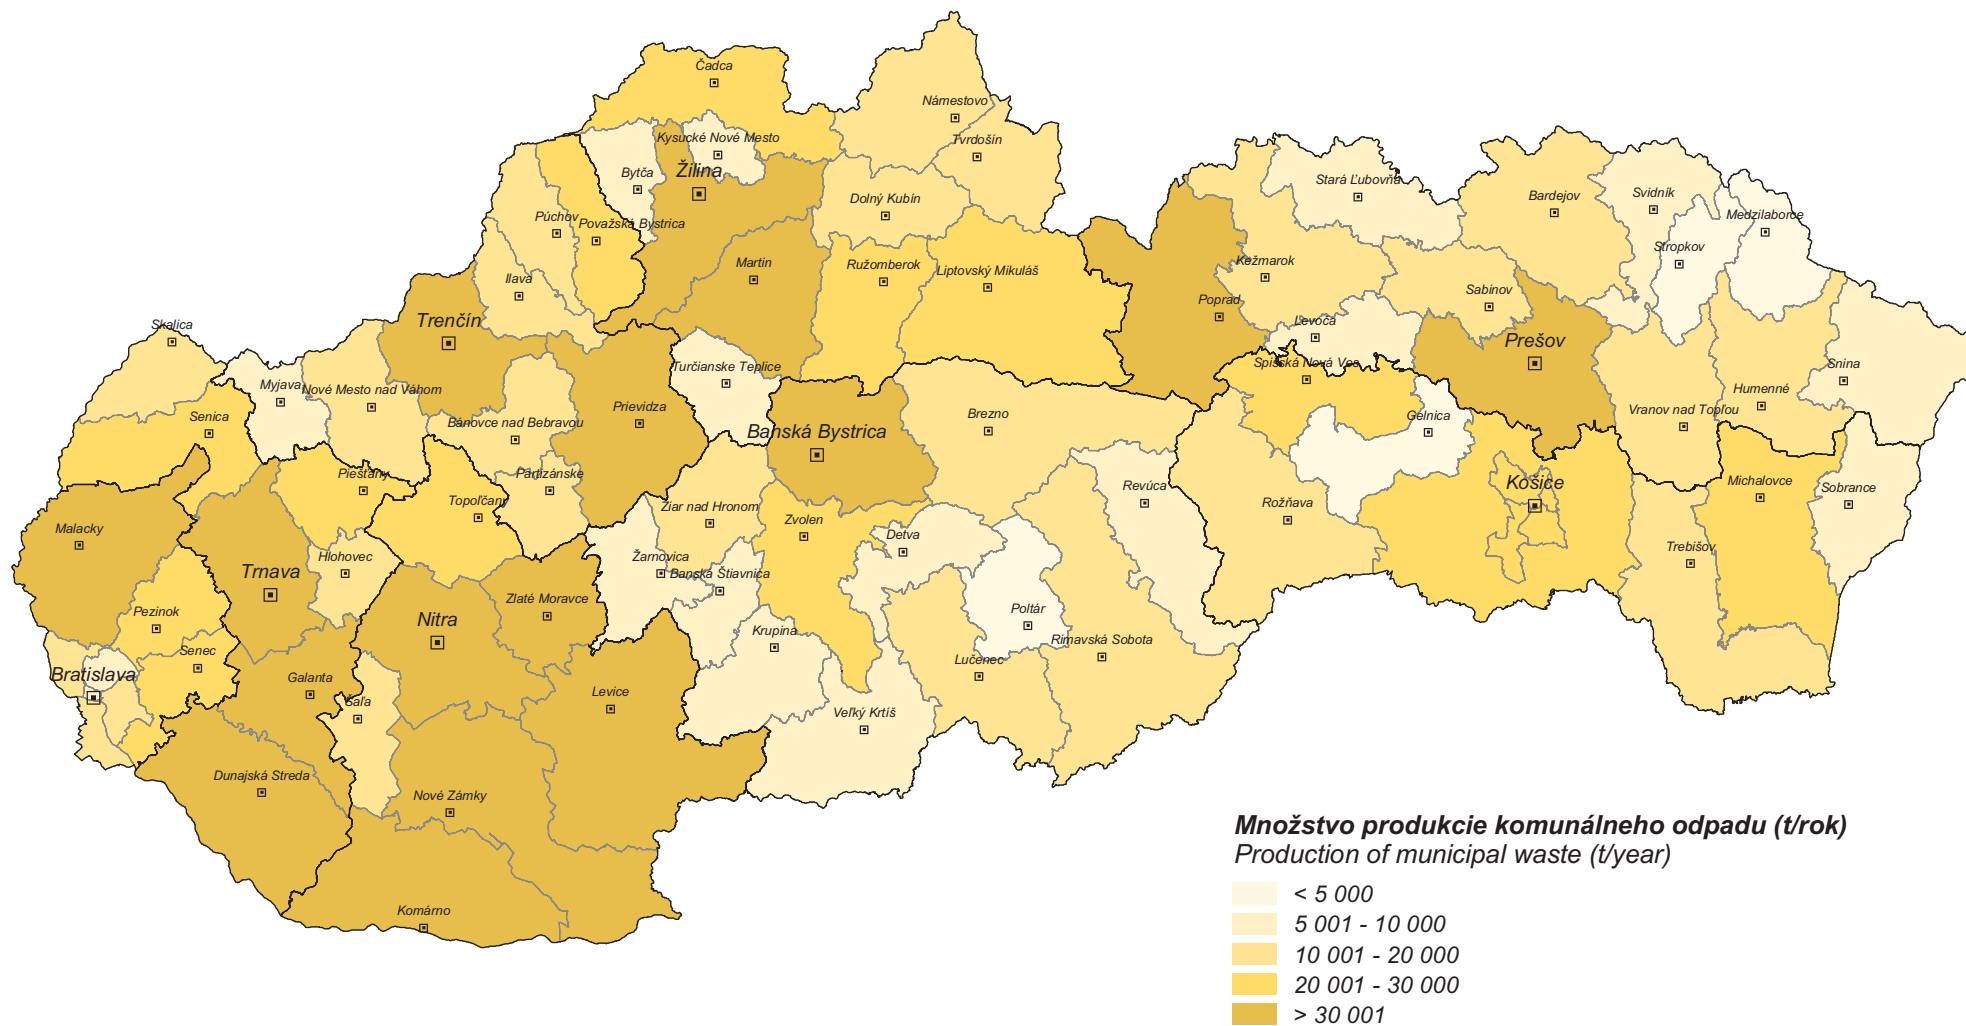 Čadca
Námestovo
Kysucké Nové Mesto
Tvrdošín
Bytča
Žilina
Stará Ľubovňa
Dolný Kubín
Bardejov
Svidník
Medzilaborce
Púchov
Považská Bystrica
Stropkov
Martin
Ružomberok
Liptovský Mikuláš
Kežmarok
Ilava
Sabinov
Poprad
Trenčín
Skalica
Levoča
Prešov
Turčianske Teplice
Spišská Nová Ves
Snina
Myjava
Nové Mesto nad Váhom
Humenné
Prievidza
Brezno
Gelnica
Vranov nad Topľou
Senica
Bánovce nad Bebravou
Banská Bystrica
Piešťany
Partizánske
Revúca
Košice
Michalovce
Sobrance
Topoľčany
Žiar nad Hronom
Rožňava
Malacky
Zvolen
Detva
Hlohovec
Trebišov
Trnava
Žarnovica
Banská Štiavnica
Zlaté Moravce
Pezinok
Nitra
Poltár
Krupina
Rimavská Sobota
Senec
Lučenec
Bratislava
Galanta
Levice
Šaľa
Veľký Krtíš
Dunajská Streda
Nové Zámky
Komárno
Množstvo produkcie komunálneho odpadu (t/rok)
Production of municipal waste (t/year)
< 5 000
5 001 - 10 000
10 001 - 20 000
20 001 - 30 000
> 30 001